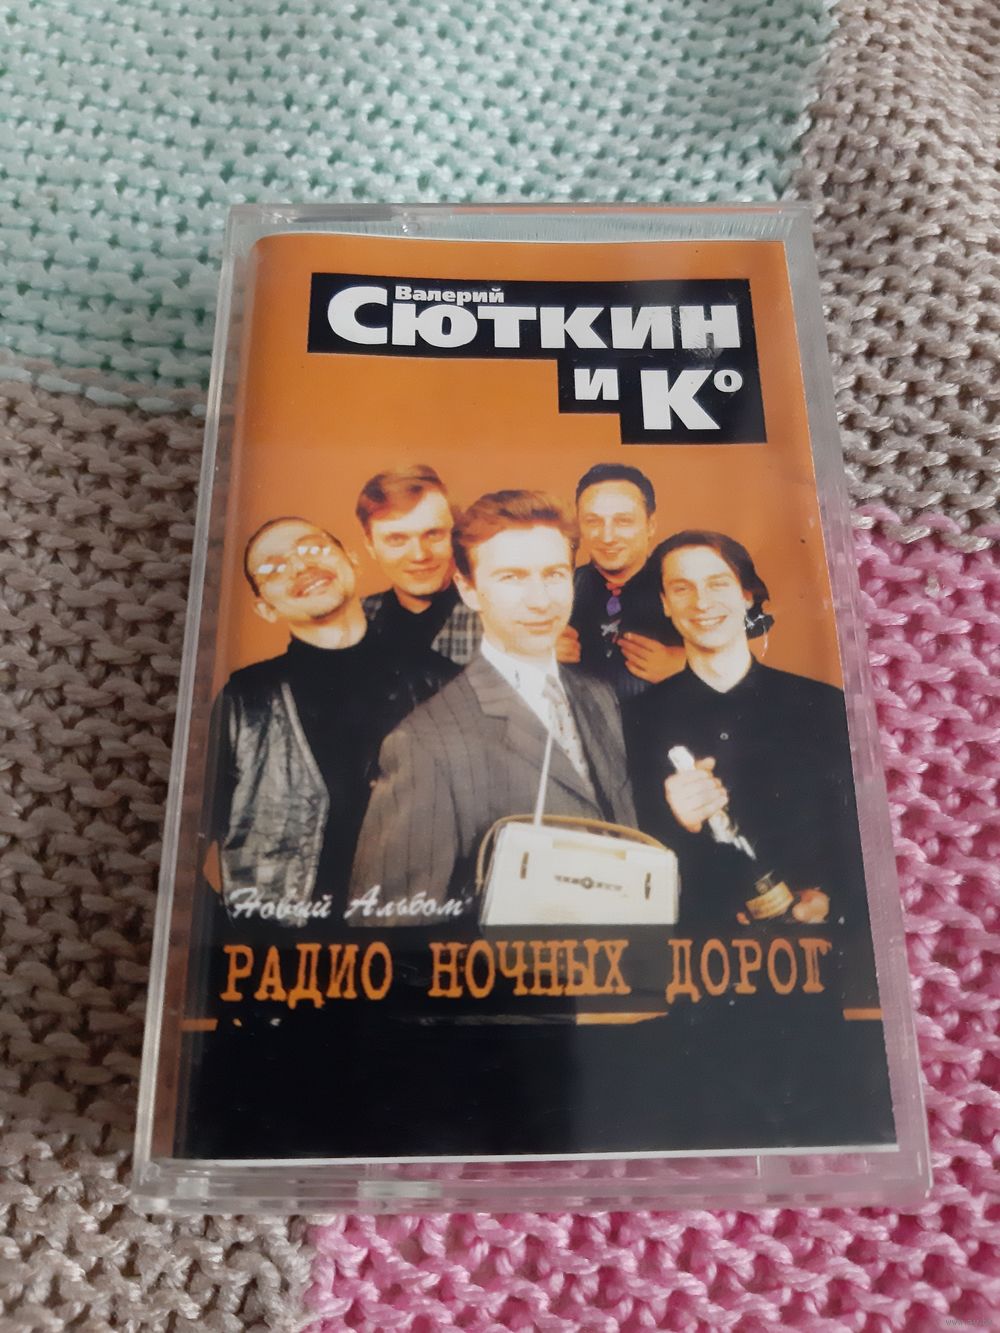 Валерий
Сюткин
и Ко
Новый Альбом
РАДИО НОЧНЫХ ДОРОГ